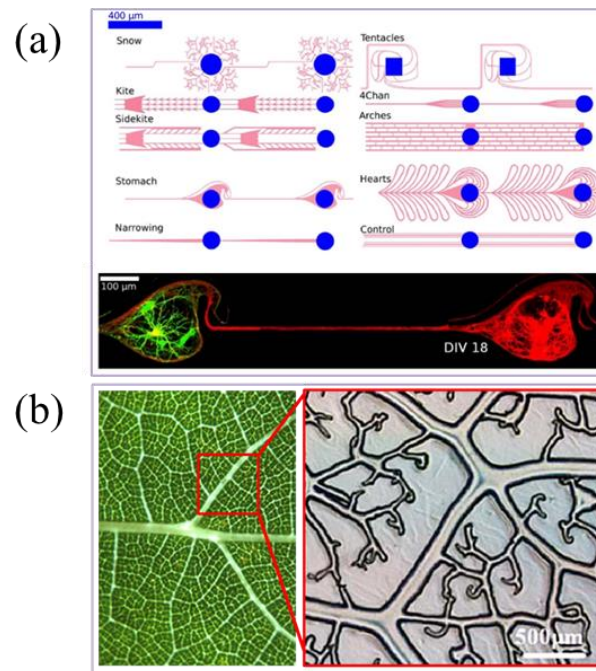 (a)
400 μm
Snow
Tentacles
Kite
4Chan
Sidekite
Arches
Stomach
Hearts
Narrowing
Control
100 μm
DIV 18
(b)
500μm